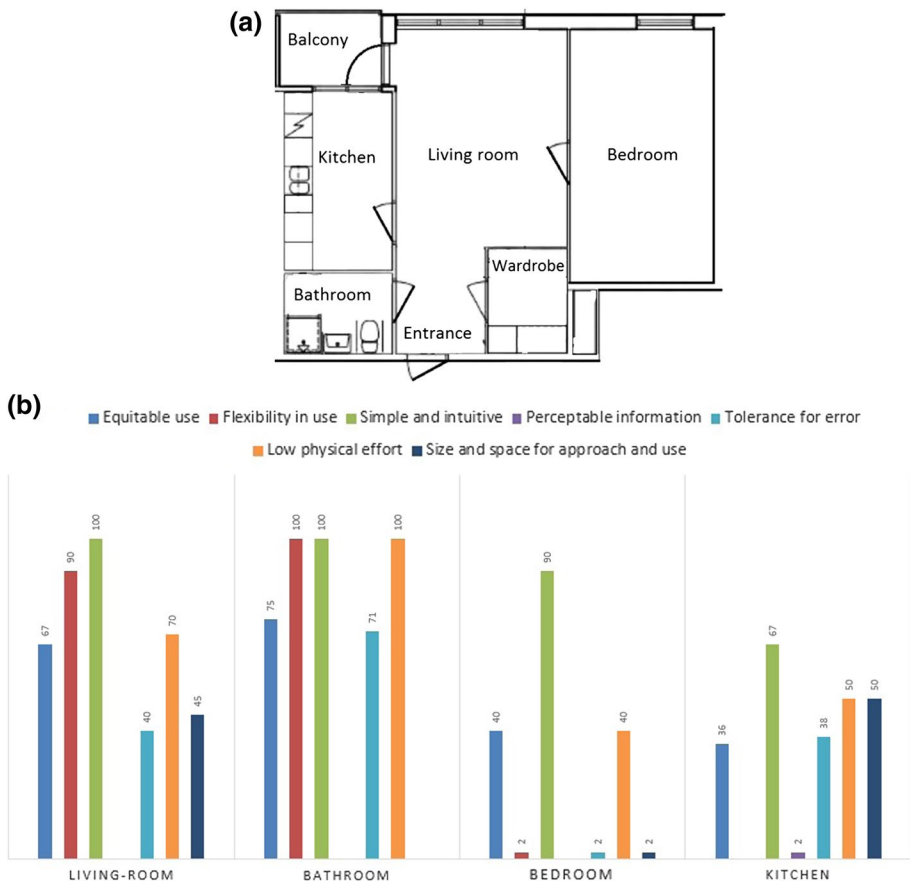 (a)
Balcony
Kitchen
Living room
Bedroom
Wardrobe
Bathroom
Entrance
(b)
Equitable use Flexibility in use Simple and intuitive Perceptable information Tolerance for error
Low physical effort Size and space for approach and use
67 90 100 40 70 45
75 100 100 71 100
40 2 90 2 40 2
36 67 2 38 50 50
LIVING-ROOM BATHROOM BEDROOM KITCHEN